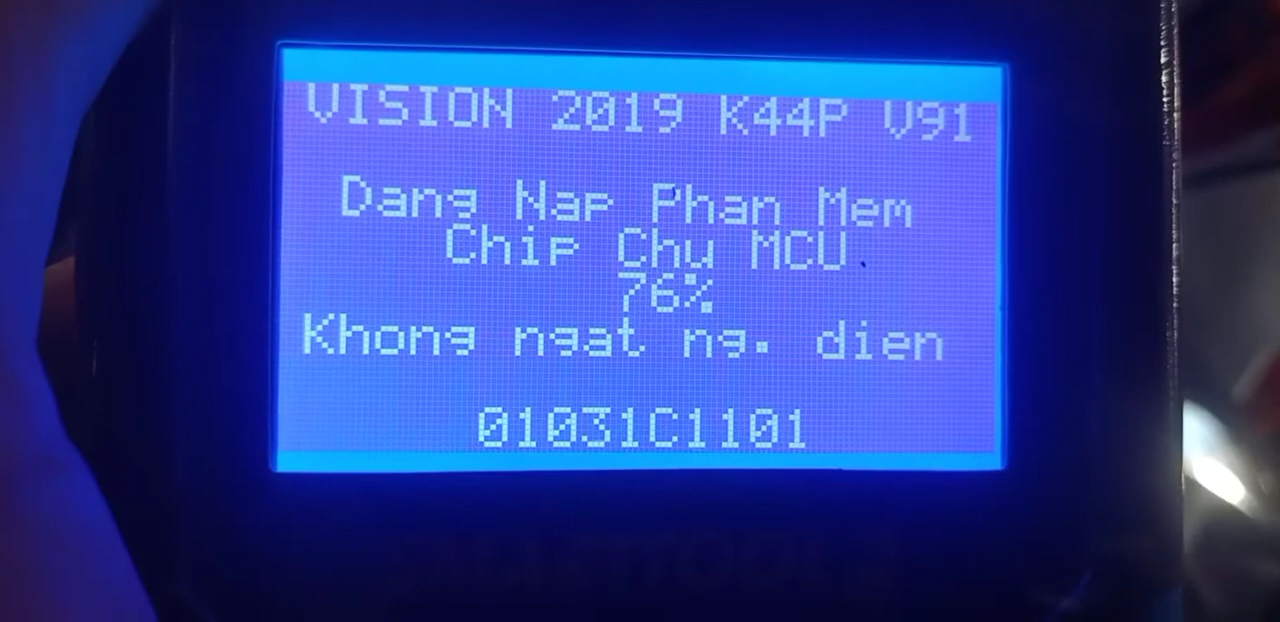 VISION 2019 K44P V91
Dang Nap Phan Mem
Chip Chu MCU
76%
Khong ngat ng. dien
01031C1101